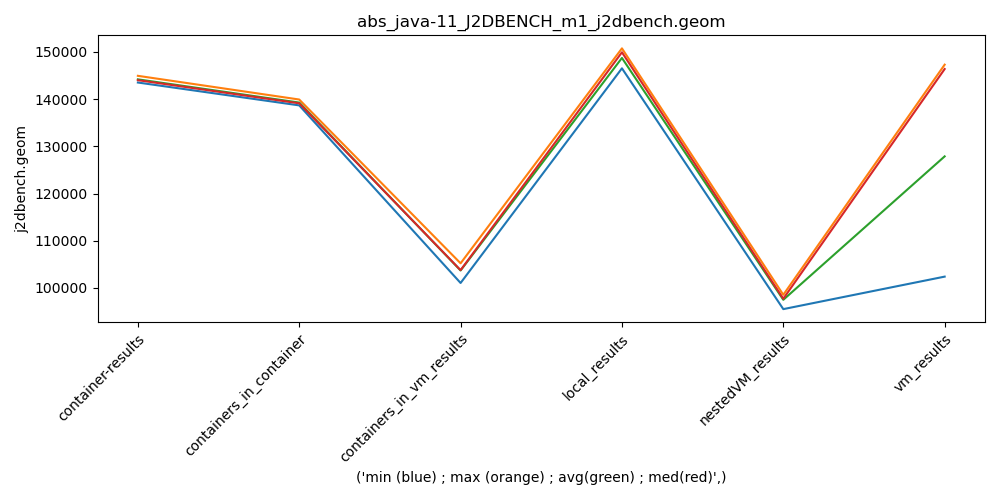 abs_java-11_J2DBENCH_m1_j2dbench.geom
150000
140000
130000
120000
110000
100000
j2dbench.geom
container-results
containers_in_container
containers_in_vm_results
local_results
nestedVM_results
vm_results
('min (blue) ; max (orange) ; avg(green) ; med(red)',)